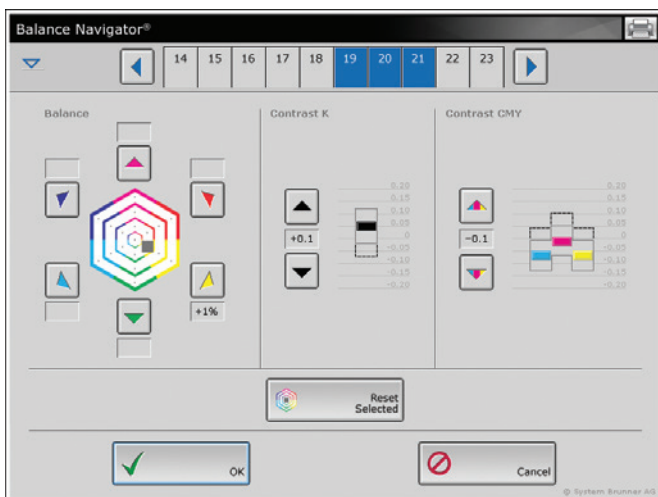 Balance Navigator®
14 15 16 17 18 19 20 21 22 23
Balance
Contrast K
Contrast CMY
0.20
0.15
0.10
0.05
0
-0.05
-0.10
-0.15
-0.20
+0.1
0.20
0.15
0.10
0.05
0
-0.05
-0.10
-0.15
-0.20
-0.1
+1%
Reset
Selected
OK
Cancel
© System Brunner AG